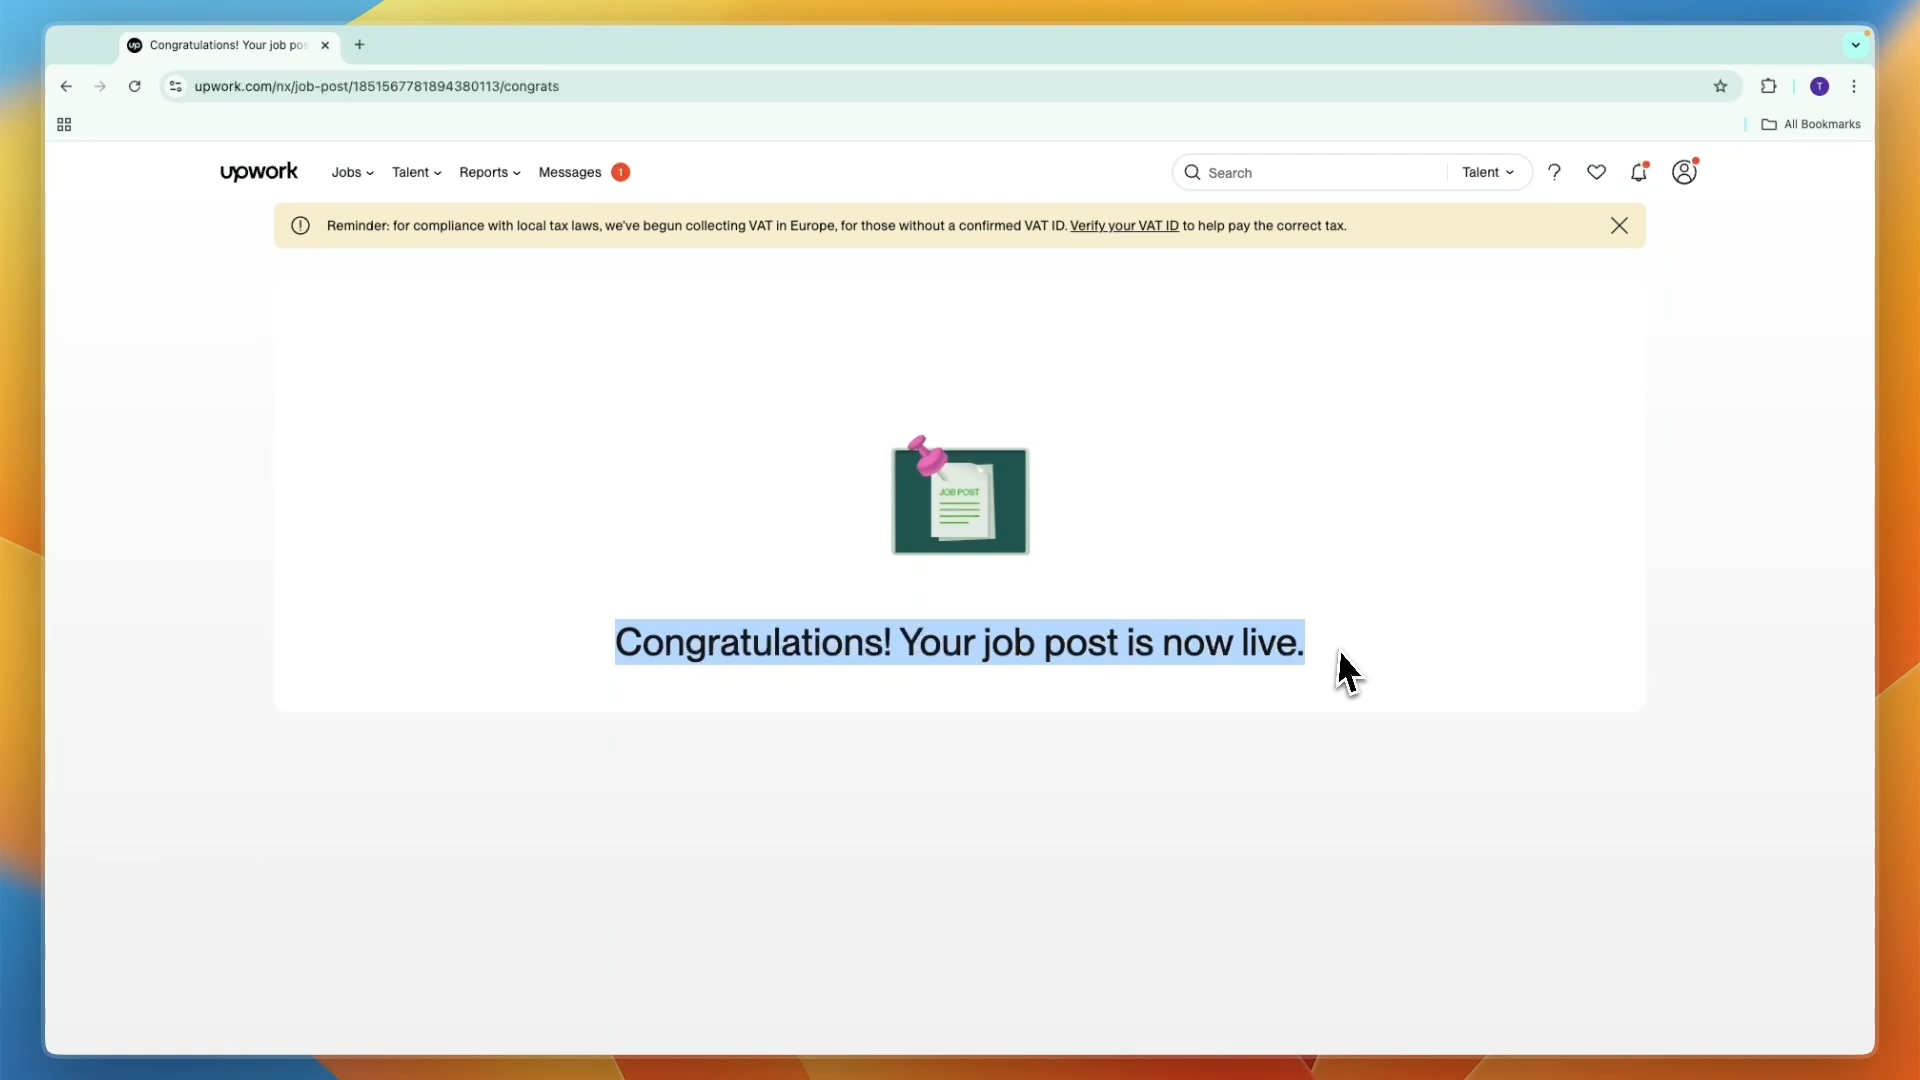 Congratulations! Your job pos
upwork.com/nx/job-post/1851567781894380113/congrats
T
All Bookmarks
upwork Jobs Talent Reports Messages 1 Search Talent
Reminder: for compliance with local tax laws, we've begun collecting VAT in Europe, for those without a confirmed VAT ID. Verify your VAT ID to help pay the correct tax.
JOB POST
Congratulations! Your job post is now live.